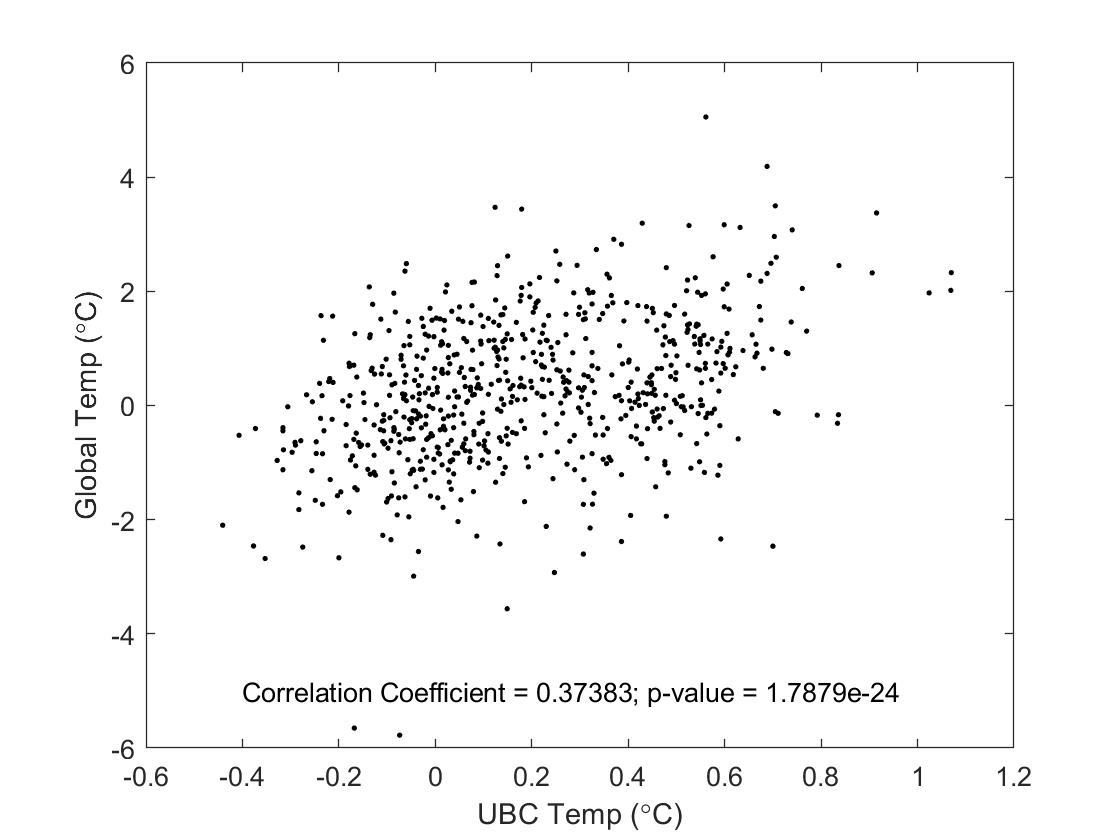 6
4
2
0
-2
-4
-6
Global Temp (°C)
Correlation Coefficient = 0.37383; p-value = 1.7879e-24
-0.6 -0.4 -0.2 0 0.2 0.4 0.6 0.8 1 1.2
UBC Temp (°C)